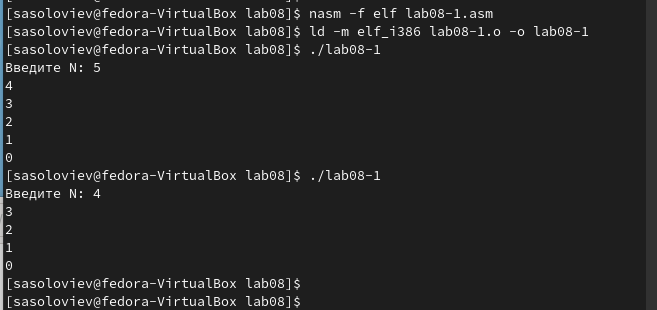 [sasoloviev@fedora-VirtualBox lab08]$ nasm -f elf lab08-1.asm
[sasoloviev@fedora-VirtualBox lab08]$ ld -m elf_i386 lab08-1.o -o lab08-1
[sasoloviev@fedora-VirtualBox lab08]$ ./lab08-1
Введите N: 5
4
3
2
1
0
[sasoloviev@fedora-VirtualBox lab08]$ ./lab08-1
Введите N: 4
3
2
1
0
[sasoloviev@fedora-VirtualBox lab08]$
[sasoloviev@fedora-VirtualBox lab08]$